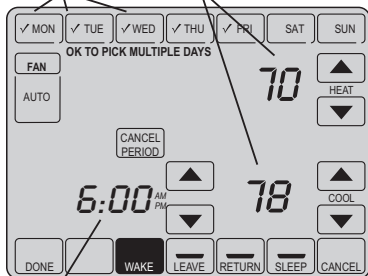 ✓ MON ✓ TUE ✓ WED ✓ THU ✓ FRI SAT SUN
OK TO PICK MULTIPLE DAYS
FAN
AUTO
70
HEAT
CANCEL
PERIOD
6:00 AM
PM
78
COOL
DONE WAKE LEAVE RETURN SLEEP CANCEL